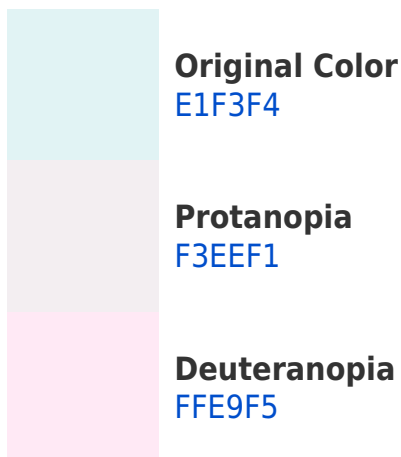 Original Color
E1F3F4
Protanopia
F3EEF1
Deuteranopia
FFE9F5